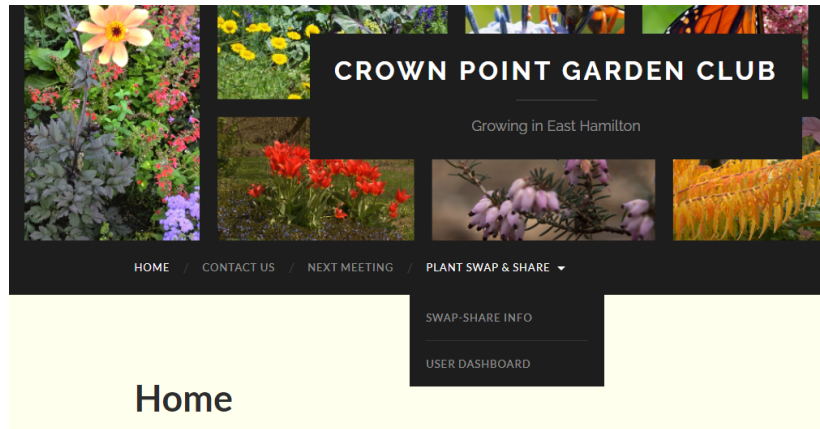 CROWN POINT GARDEN CLUB
Growing in East Hamilton
HOME / CONTACT US / NEXT MEETING / PLANT SWAP & SHARE
SWAP-SHARE INFO
USER DASHBOARD
Home